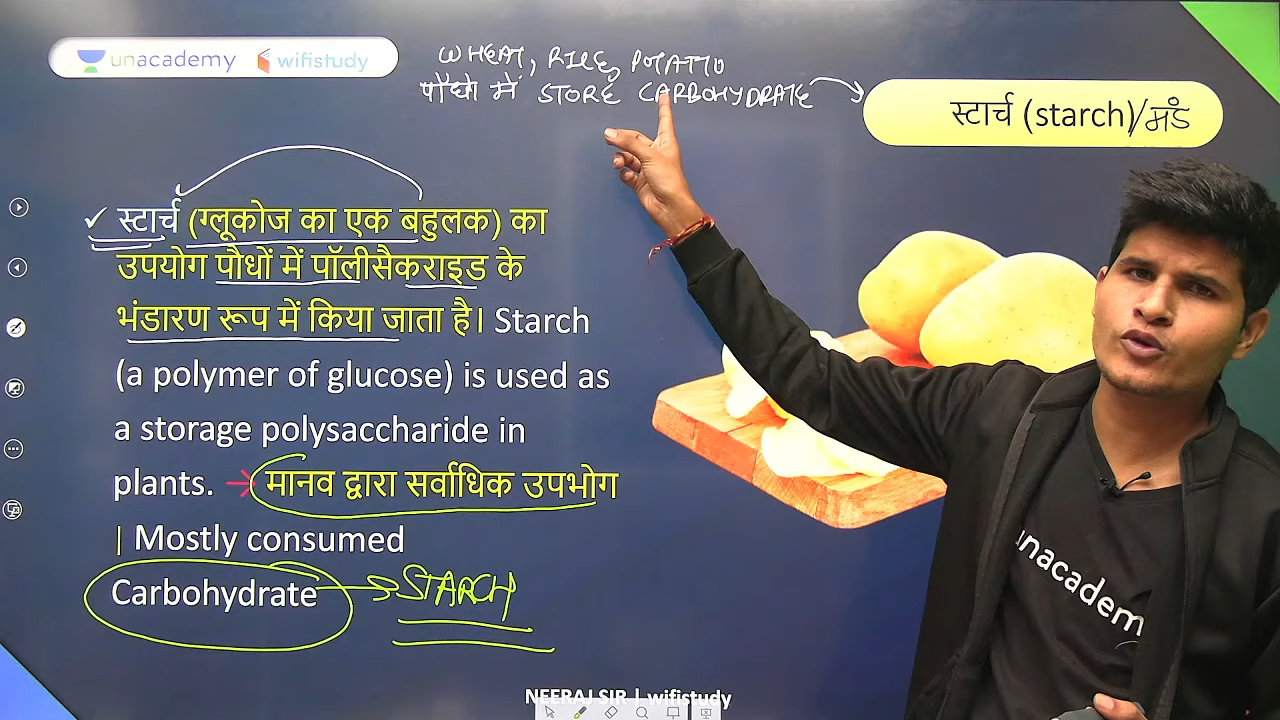 unacademy wifistudy
WHEAT, RICE, POTATTO
पौधो में STORE CARBOHYDRATE
स्टार्च (starch)/मंड
स्टार्च (ग्लूकोज का एक बहुलक) का
उपयोग पौधों में पॉलीसैकराइड के
भंडारण रूप में किया जाता है। Starch
(a polymer of glucose) is used as
a storage polysaccharide in
plants. मानव द्वारा सर्वाधिक उपभोग
| Mostly consumed
Carbohydrate → STARCH
unacadem
NEERAJ SIR | wifistudy